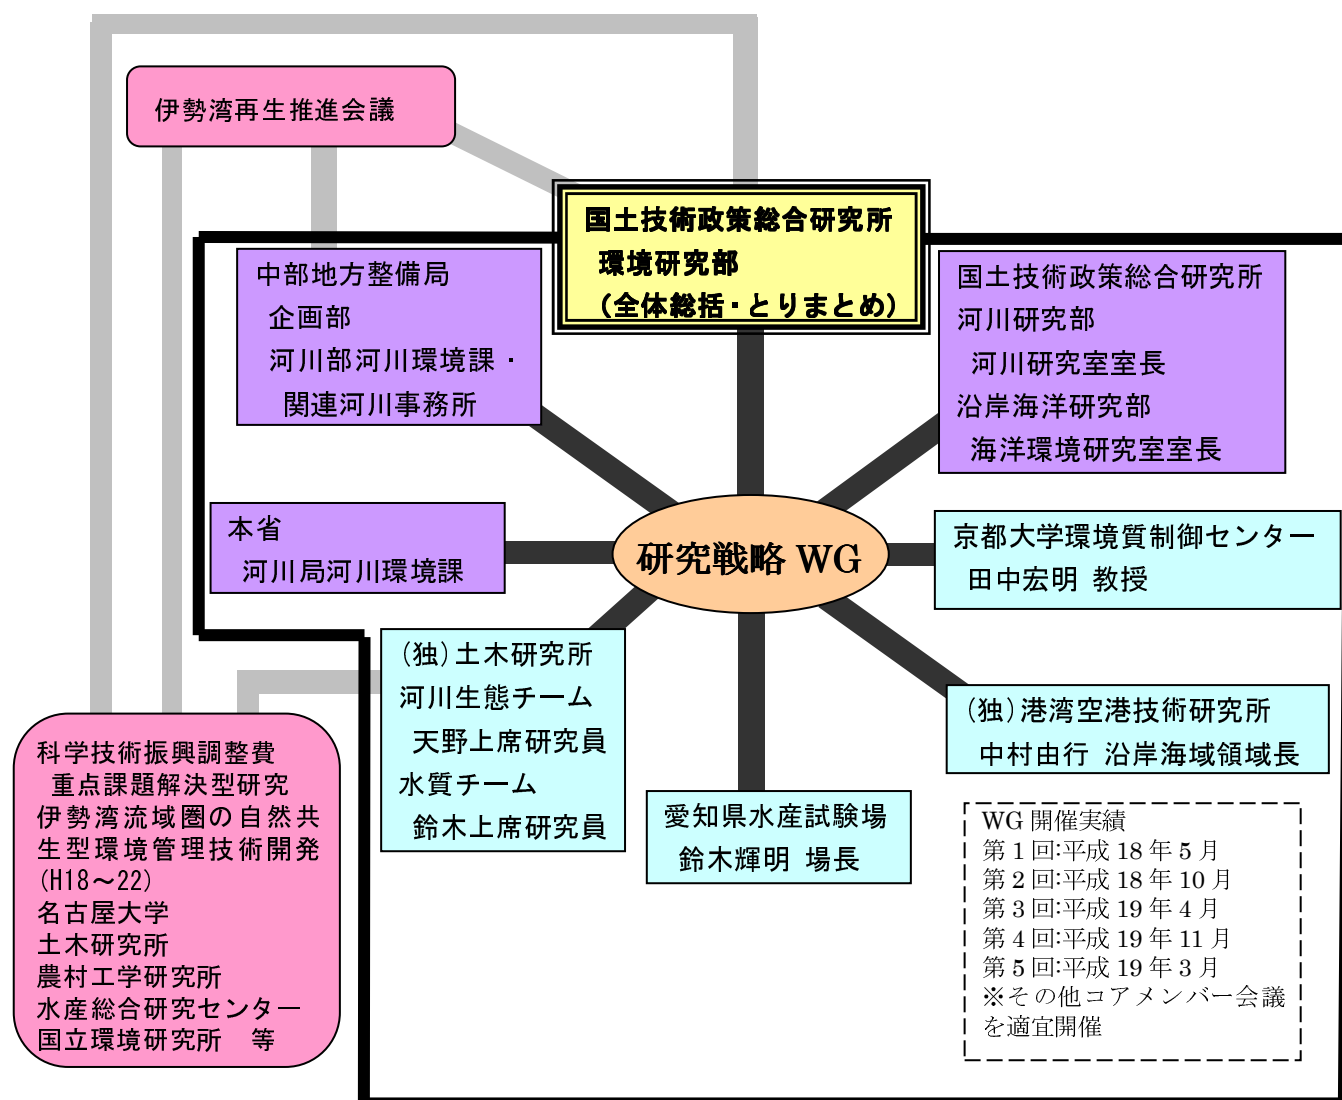 伊勢湾再生推進会議
国土技術政策総合研究所
環境研究部
(全体総括・とりまとめ)
中部地方整備局
企画部
河川部河川環境課・
関連河川事務所
国土技術政策総合研究所
河川研究部
河川研究室室長
沿岸海洋研究部
海洋環境研究室室長
本省
河川局河川環境課
研究戦略 WG
京都大学環境質制御センター
田中宏明 教授
(独)土木研究所
河川生態チーム
天野上席研究員
水質チーム
鈴木上席研究員
(独)港湾空港技術研究所
中村由行 沿岸海域領域長
愛知県水産試験場
鈴木輝明 場長
科学技術振興調整費
重点課題解決型研究
伊勢湾流域圏の自然共
生型環境管理技術開発
(H18～22)
名古屋大学
土木研究所
農村工学研究所
水産総合研究センター
国立環境研究所 等
WG 開催実績
第 1 回:平成 18 年 5 月
第 2 回:平成 18 年 10 月
第 3 回:平成 19 年 4 月
第 4 回:平成 19 年 11 月
第 5 回:平成 19 年 3 月
※その他コアメンバー会議
を適宜開催